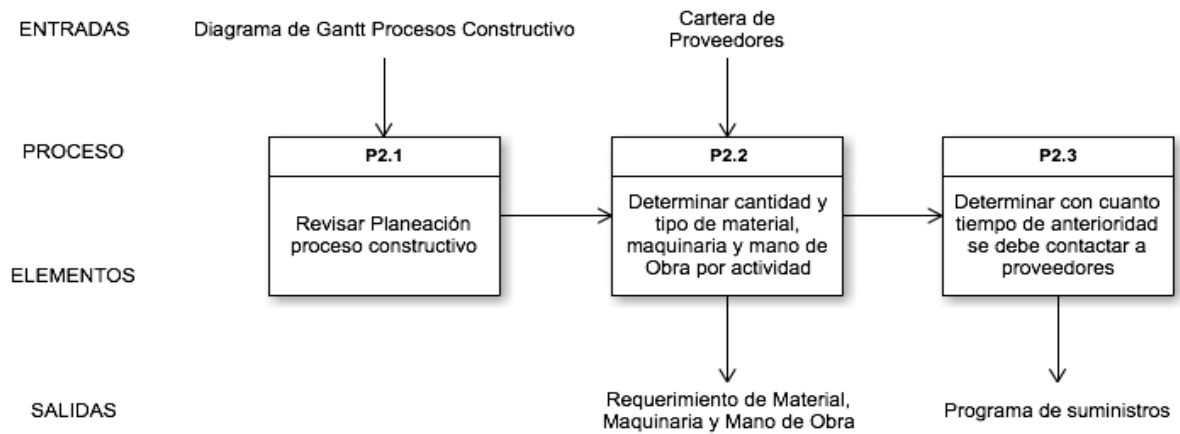 ENTRADAS
Diagrama de Gantt Procesos Constructivo
Cartera de
Proveedores
PROCESO
P2.1
P2.2
P2.3
Revisar Planeación
proceso constructivo
Determinar cantidad y
tipo de material,
maquinaria y mano de
Obra por actividad
Determinar con cuanto
tiempo de anterioridad
se debe contactar a
proveedores
ELEMENTOS
SALIDAS
Requerimiento de Material,
Maquinaria y Mano de Obra
Programa de suministros